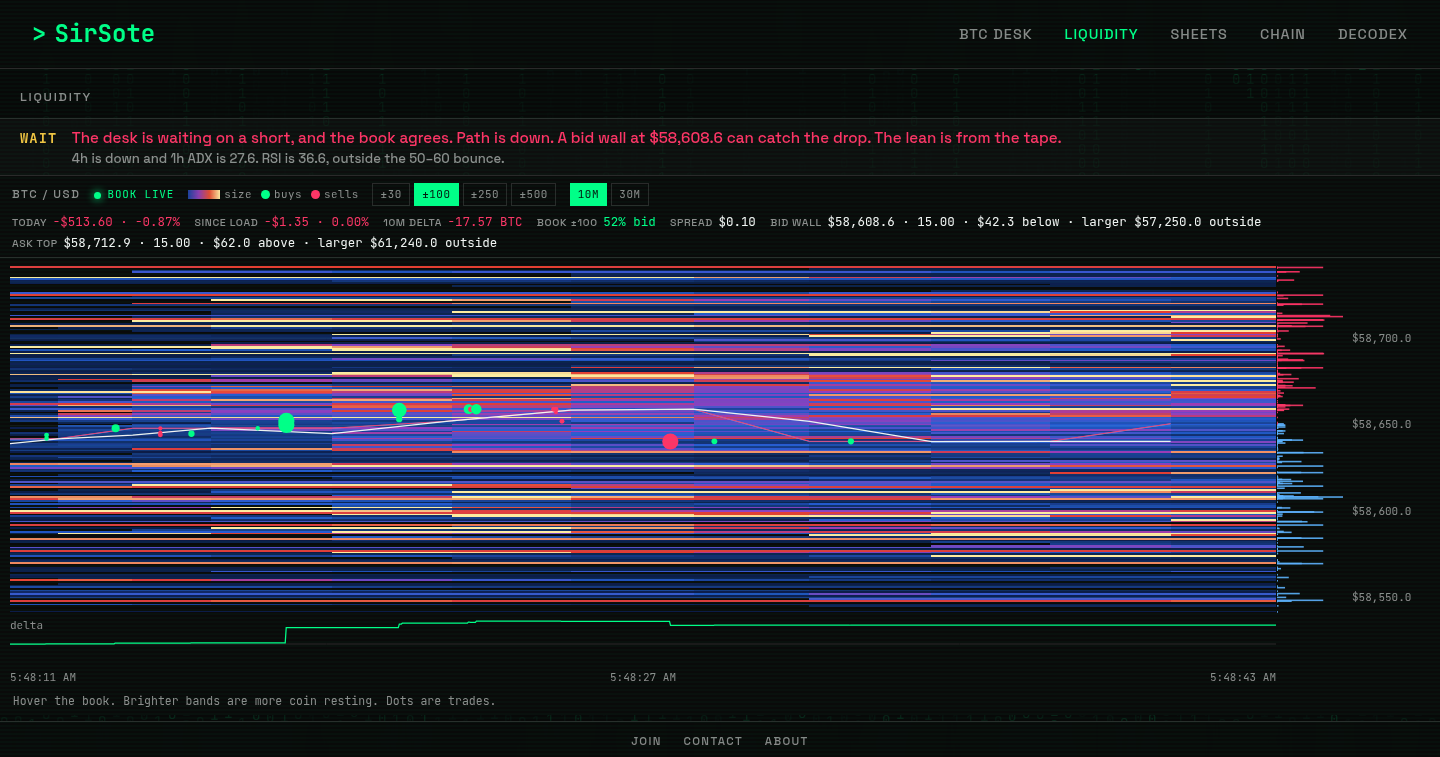 > SirSote
BTC DESK LIQUIDITY SHEETS CHAIN DECODEX
LIQUIDITY
WAIT The desk is waiting on a short, and the book agrees. Path is down. A bid wall at $58,608.6 can catch the drop. The lean is from the tape.
4h is down and 1h ADX is 27.6. RSI is 36.6, outside the 50–60 bounce.
BTC / USD BOOK LIVE size buys sells ±30 ±100 ±250 ±500 10M 30M
TODAY -$513.60 · -0.87% SINCE LOAD -$1.35 · 0.00% 10M DELTA -17.57 BTC BOOK ±100 52% bid SPREAD $0.10 BID WALL $58,608.6 · 15.00 · $42.3 below · larger $57,250.0 outside
ASK TOP $58,712.9 · 15.00 · $62.0 above · larger $61,240.0 outside
$58,700.0
$58,650.0
$58,600.0
$58,550.0
delta
5:48:11 AM 5:48:27 AM 5:48:43 AM
Hover the book. Brighter bands are more coin resting. Dots are trades.
JOIN CONTACT ABOUT